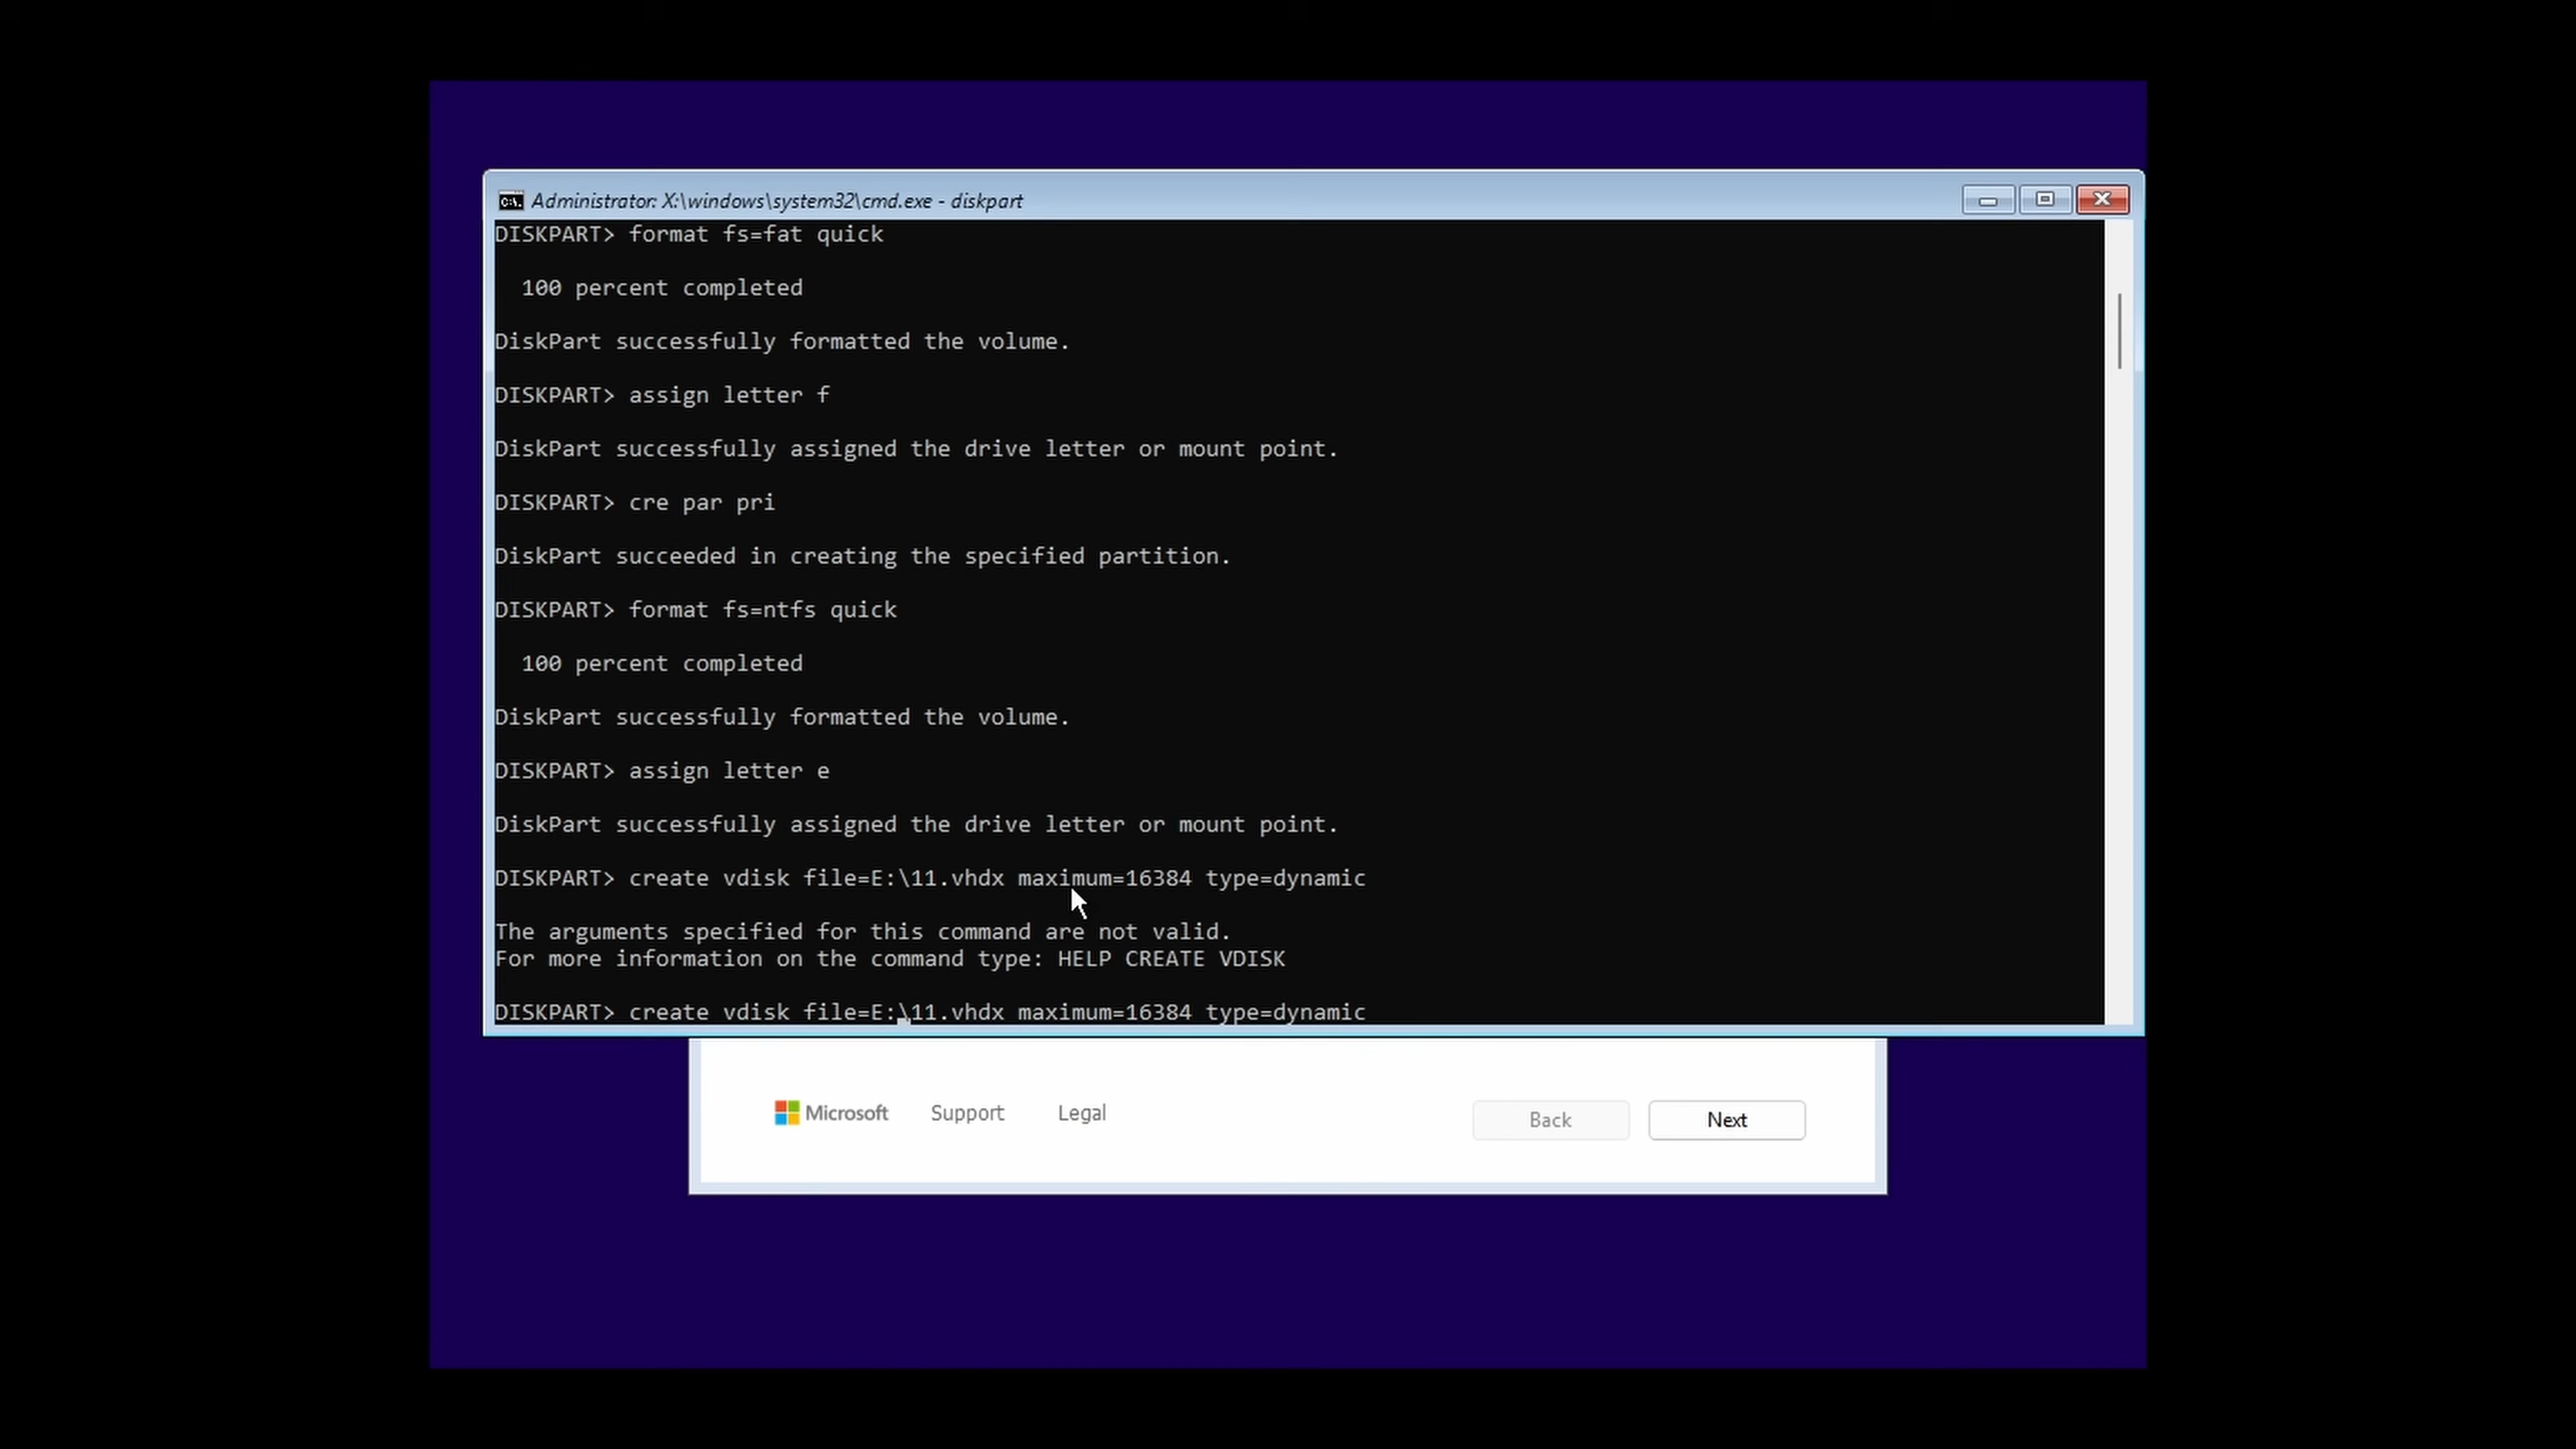 Administrator: X:\windows\system32\cmd.exe - diskpart
DISKPART> format fs=fat quick
100 percent completed
DiskPart successfully formatted the volume.
DISKPART> assign letter f
DiskPart successfully assigned the drive letter or mount point.
DISKPART> cre par pri
DiskPart succeeded in creating the specified partition.
DISKPART> format fs=ntfs quick
100 percent completed
DiskPart successfully formatted the volume.
DISKPART> assign letter e
DiskPart successfully assigned the drive letter or mount point.
DISKPART> create vdisk file=E:\11.vhdx maximum=16384 type=dynamic
The arguments specified for this command are not valid.
For more information on the command type: HELP CREATE VDISK
DISKPART> create vdisk file=E:\11.vhdx maximum=16384 type=dynamic
Microsoft Support Legal Back Next